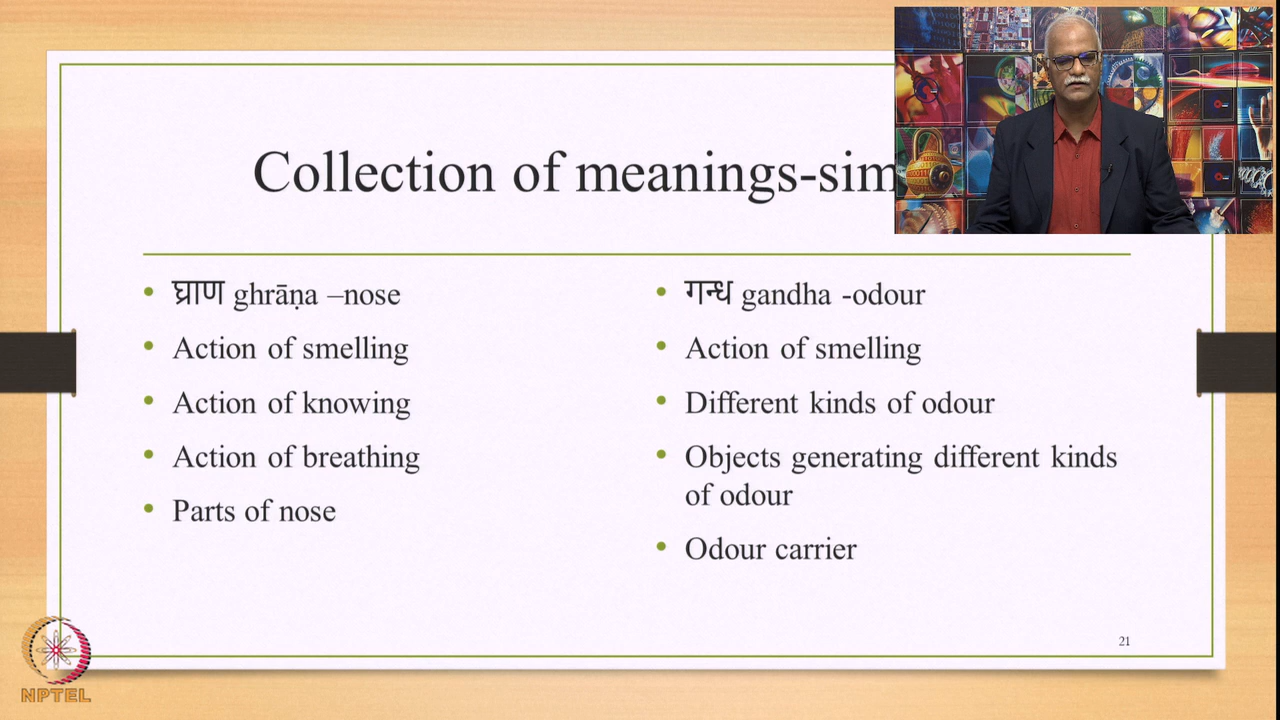 Collection of meanings-sim
घ्राण ghrāṇa –nose
Action of smelling
Action of knowing
Action of breathing
Parts of nose
गन्ध gandha -odour
Action of smelling
Different kinds of odour
Objects generating different kinds
of odour
Odour carrier
21
NPTEL